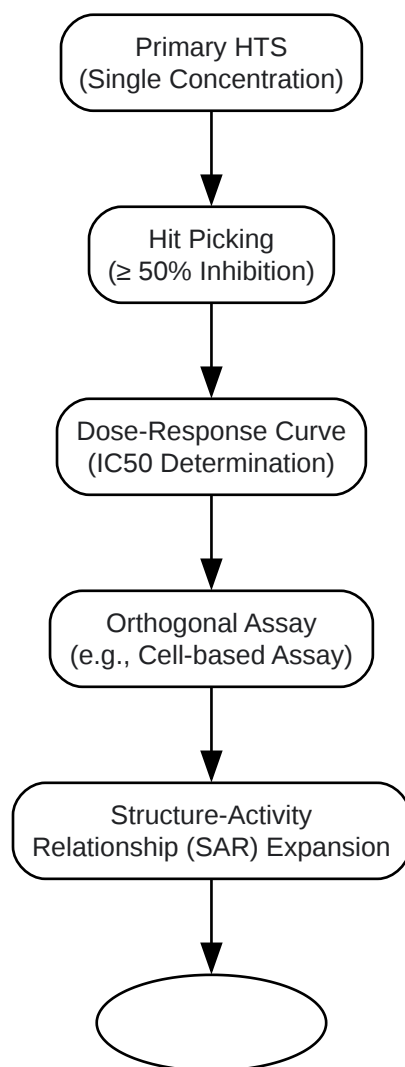 Primary HTS
(Single Concentration)
Hit Picking
(≥ 50% Inhibition)
Dose-Response Curve
(IC50 Determination)
Orthogonal Assay
(e.g., Cell-based Assay)
Structure-Activity
Relationship (SAR) Expansion